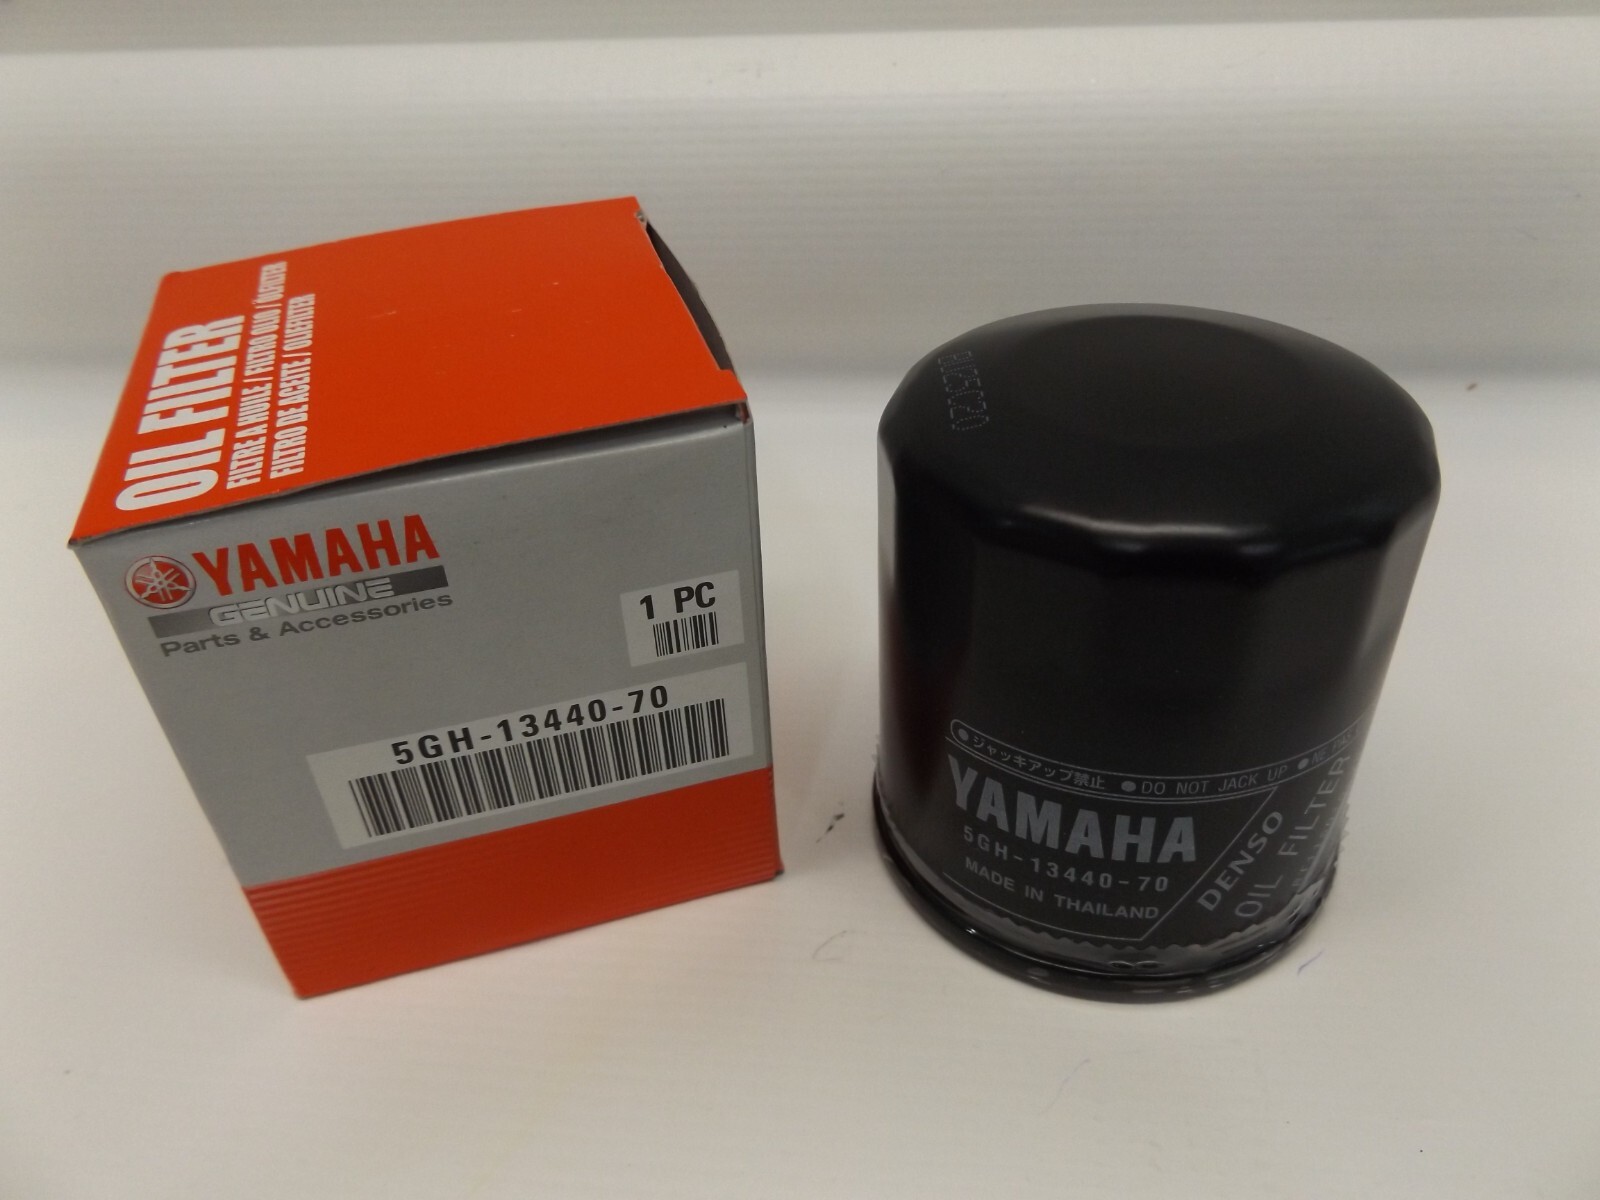 OIL FILTER
FILTRE A HUILE / FILTRO OLIO / ÖLFILTER
FILTRO DE ACEITE / OLIEFILTER
YAMAHA
GENUINE
Parts & Accessories
1 PC
5GH-13440-70
●ジャッキアップ禁止 ●DO NOT JACK UP ●NE PAS
YAMAHA
5GH-13440-70
MADE IN THAILAND
DENSO
OIL FILTER